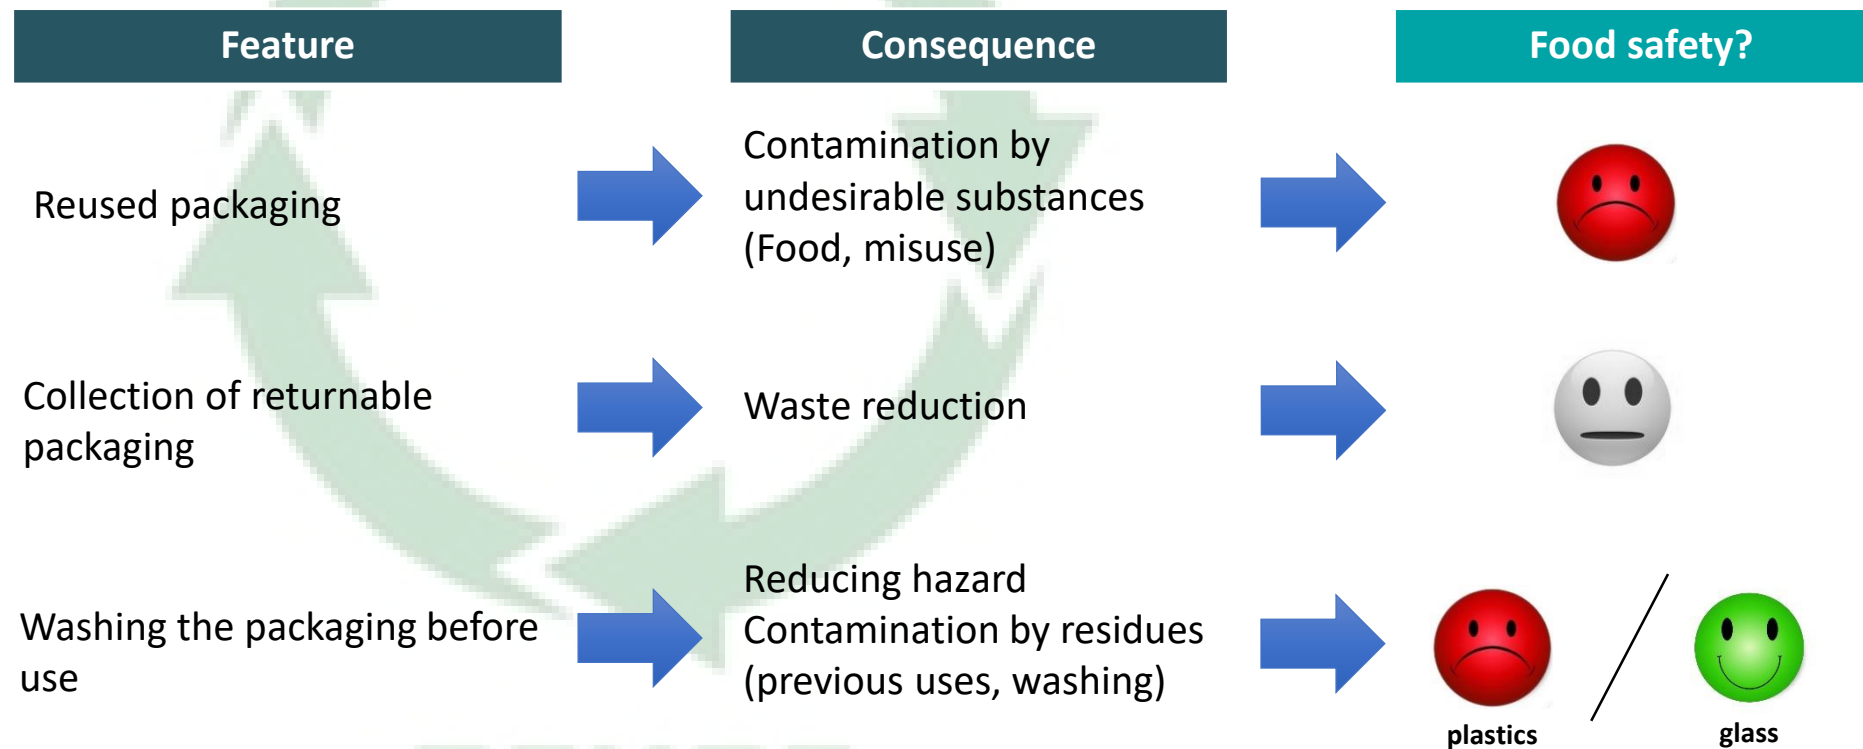 Feature
Consequence
Food safety?
Reused packaging
Contamination by
undesirable substances
(Food, misuse)
Collection of returnable
packaging
Waste reduction
Washing the packaging before
use
Reducing hazard
Contamination by residues
(previous uses, washing)
plastics
glass